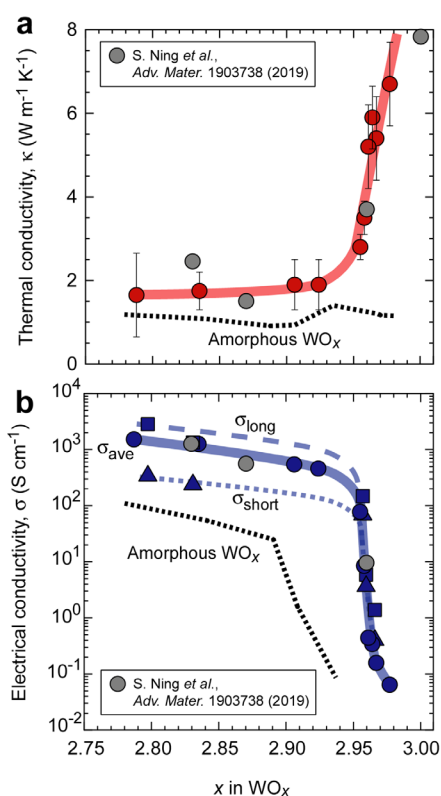 a
S. Ning et al.,
Adv. Mater. 1903738 (2019)
Thermal conductivity, κ (W m⁻¹ K⁻¹)
8
6
4
2
0
Amorphous WOₓ
b
Electrical conductivity, σ (S cm⁻¹)
10⁴
10³
10²
10¹
10⁰
10⁻¹
10⁻²
σlong
σave
σshort
Amorphous WOₓ
S. Ning et al.,
Adv. Mater. 1903738 (2019)
2.75 2.80 2.85 2.90 2.95 3.00
x in WOₓ